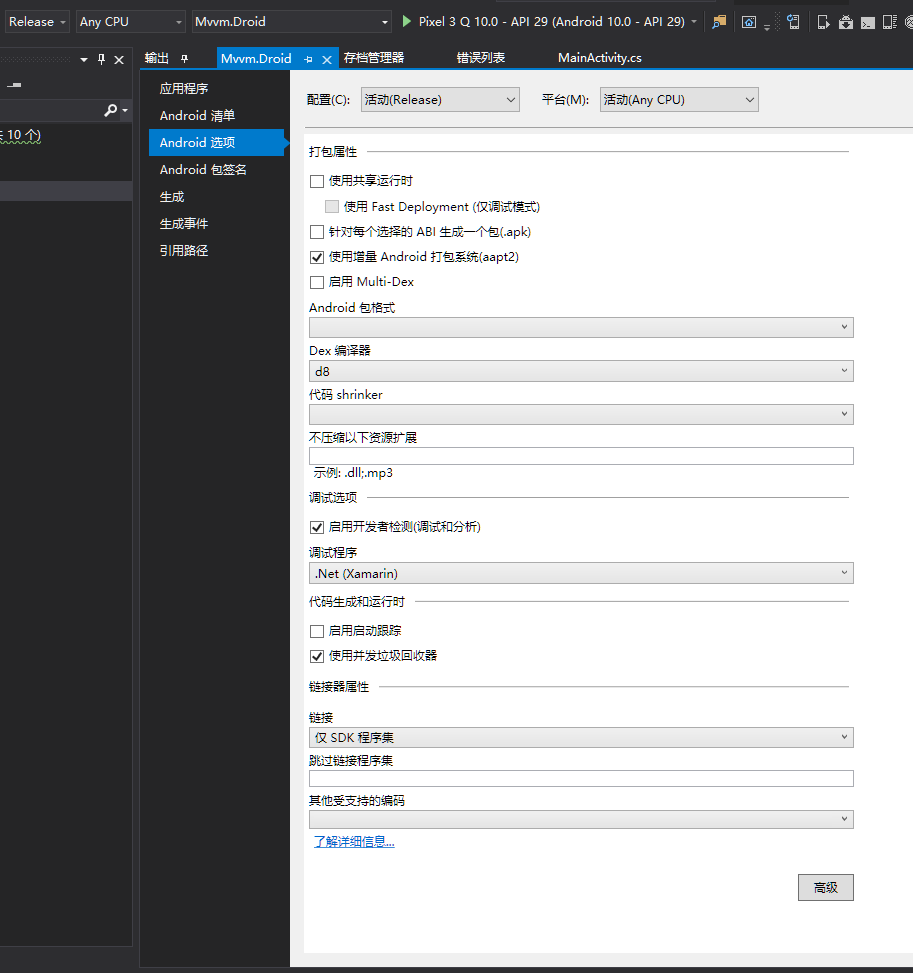 Release Any CPU Mvvm.Droid Pixel 3 Q 10.0 - API 29 (Android 10.0 - API 29)
输出 Mvvm.Droid 存档管理器 错误列表 MainActivity.cs
10 个)
应用程序
Android 清单
Android 选项
Android 包签名
生成
生成事件
引用路径
配置(C): 活动(Release) 平台(M): 活动(Any CPU)
打包属性
使用共享运行时
使用 Fast Deployment (仅调试模式)
针对每个选择的 ABI 生成一个包(.apk)
使用增量 Android 打包系统(aapt2)
启用 Multi-Dex
Android 包格式
Dex 编译器
d8
代码 shrinker
不压缩以下资源扩展
示例: .dll;.mp3
调试选项
启用开发者检测(调试和分析)
调试程序
.Net (Xamarin)
代码生成和运行时
启用启动跟踪
使用并发垃圾回收器
链接器属性
链接
仅 SDK 程序集
跳过链接程序集
其他受支持的编码
了解详细信息...
高级